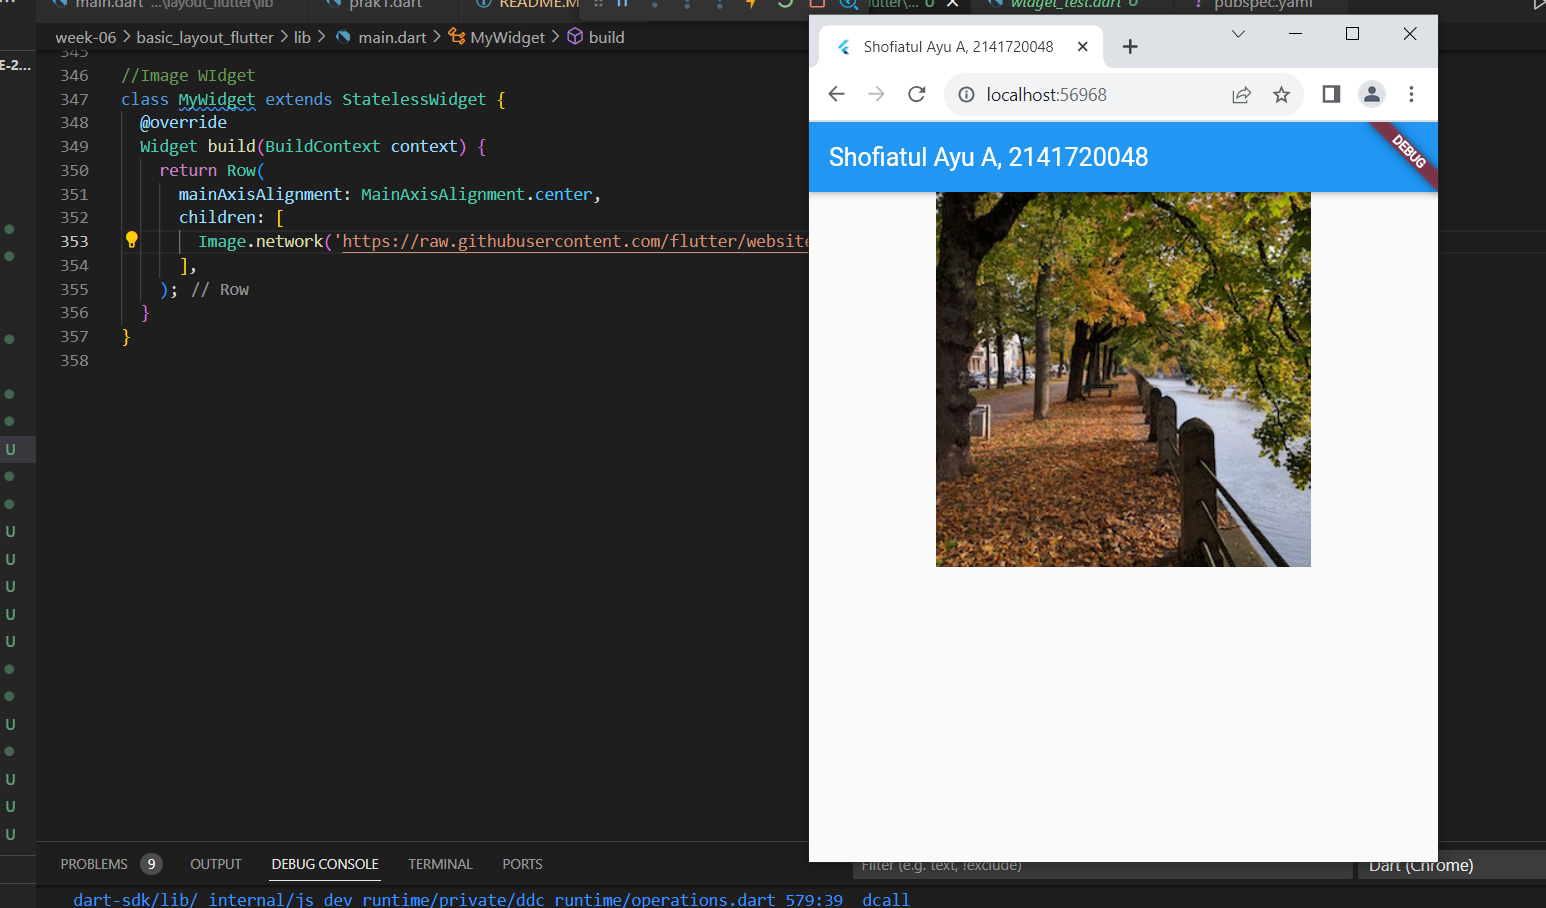 main.dart ...\layout_flutter\lib
prak1.dart
README.M
widget_test.dart U
pubspec.yaml
week-06 > basic_layout_flutter > lib > main.dart > MyWidget > build
E-2...
345
346 //Image WIdget
347 class MyWidget extends StatelessWidget {
348 @override
349 Widget build(BuildContext context) {
350 return Row(
351 mainAxisAlignment: MainAxisAlignment.center,
352 children: [
353 Image.network('https://raw.githubusercontent.com/flutter/website
354 ],
355 ); // Row
356 }
357 }
358
U
U
U
U
U
U
U
U
U
U
Shofiatul Ayu A, 2141720048
localhost:56968
Shofiatul Ayu A, 2141720048
DEBUG
PROBLEMS 9 OUTPUT DEBUG CONSOLE TERMINAL PORTS
Filter (e.g. text, !exclude)
Dart (Chrome)
dart-sdk/lib/_internal/js_dev_runtime/private/ddc_runtime/operations.dart 579:39 dcall